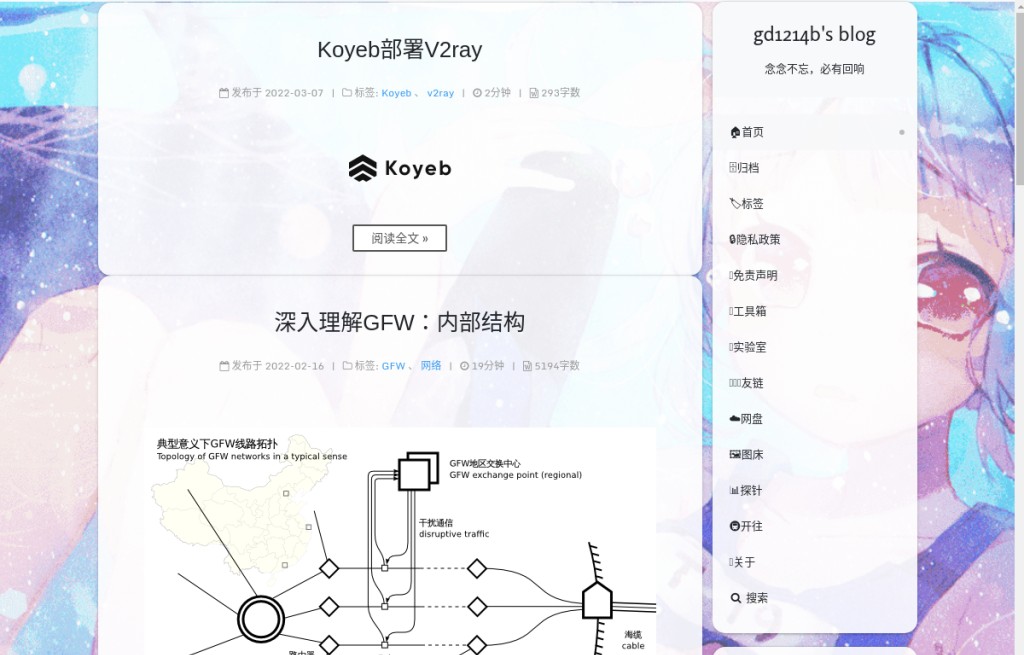 Koyeb部署V2ray
发布于 2022-03-07 | 标签: Koyeb 、 v2ray | 2分钟 | 293字数
Koyeb
阅读全文 »
深入理解GFW：内部结构
发布于 2022-02-16 | 标签: GFW 、 网络 | 19分钟 | 5194字数
典型意义下GFW线路拓扑
Topology of GFW networks in a typical sense
GFW地区交换中心
GFW exchange point (regional)
干扰通信
disruptive traffic
海缆
cable
路由器
gd1214b's blog
念念不忘，必有回响
首页
归档
标签
隐私政策
免责声明
工具箱
实验室
友链
网盘
图床
探针
开往
关于
搜索